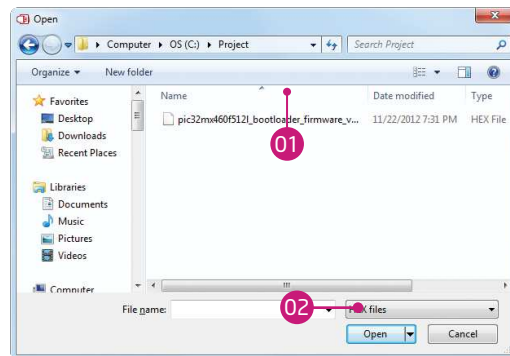 Open
Computer ▸ OS (C:) ▸ Project Search Project
Organize New folder
Favorites
Desktop
Downloads
Recent Places
Libraries
Documents
Music
Pictures
Videos
Computer
Name Date modified Type
pic32mx460f512l_bootloader_firmware_v... 11/22/2012 7:31 PM HEX File
01
File name: 02 HEX files
Open Cancel